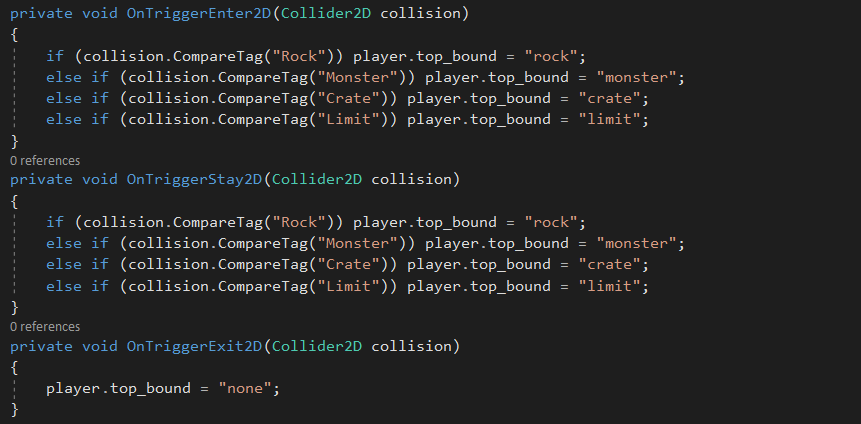 private void OnTriggerEnter2D(Collider2D collision)
{
    if (collision.CompareTag("Rock")) player.top_bound = "rock";
    else if (collision.CompareTag("Monster")) player.top_bound = "monster";
    else if (collision.CompareTag("Crate")) player.top_bound = "crate";
    else if (collision.CompareTag("Limit")) player.top_bound = "limit";
}
0 references
private void OnTriggerStay2D(Collider2D collision)
{
    if (collision.CompareTag("Rock")) player.top_bound = "rock";
    else if (collision.CompareTag("Monster")) player.top_bound = "monster";
    else if (collision.CompareTag("Crate")) player.top_bound = "crate";
    else if (collision.CompareTag("Limit")) player.top_bound = "limit";
}
0 references
private void OnTriggerExit2D(Collider2D collision)
{
    player.top_bound = "none";
}